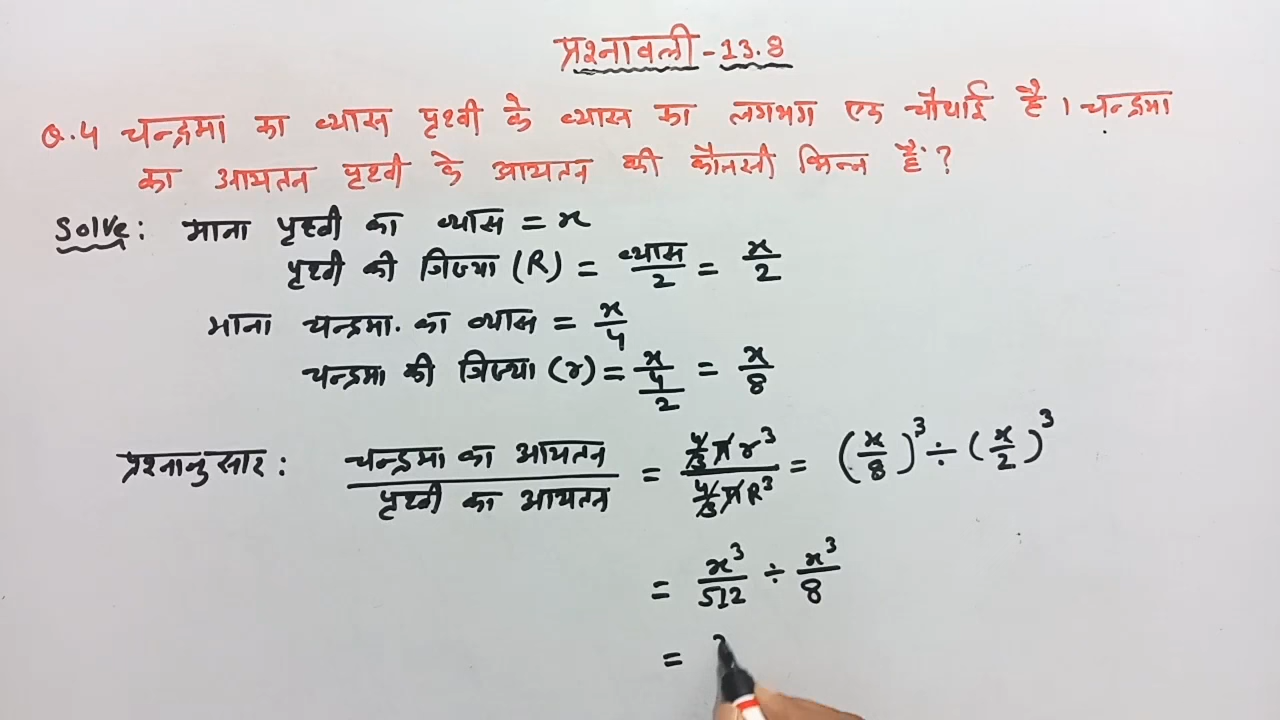 प्रश्नावली - 13.8
Q.4 चन्द्रमा का व्यास पृथ्वी के व्यास का लगभग एक चौथाई है। चन्द्रमा
का आयतन पृथ्वी के आयतन की कौनसी भिन्न है?
Solve: माना पृथ्वी का व्यास = x
पृथ्वी की त्रिज्या (R) = व्यास/2 = x/2
माना चन्द्रमा का व्यास = x/4
चन्द्रमा की त्रिज्या (r) = x/4/2 = x/8
प्रश्नानुसार: चन्द्रमा का आयतन/पृथ्वी का आयतन = 4/3 π r³ / 4/3 π R³ = (x/8)³ ÷ (x/2)³
= x³/512 ÷ x³/8
=